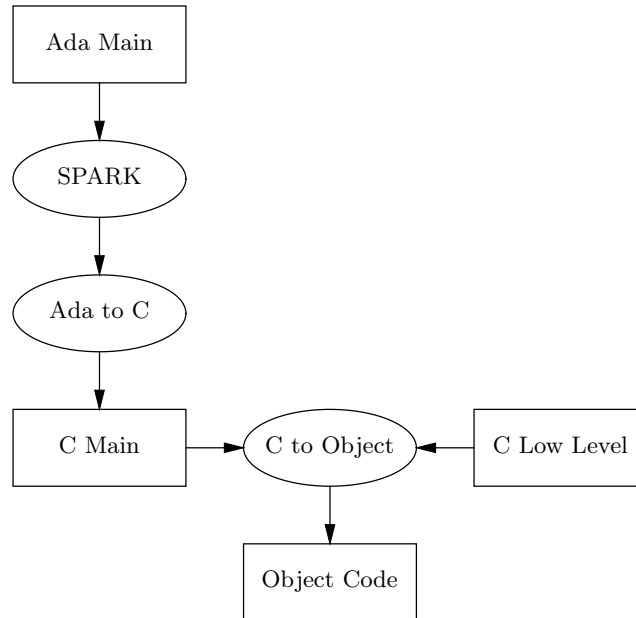 Ada Main
SPARK
Ada to C
C Main
C to Object
C Low Level
Object Code